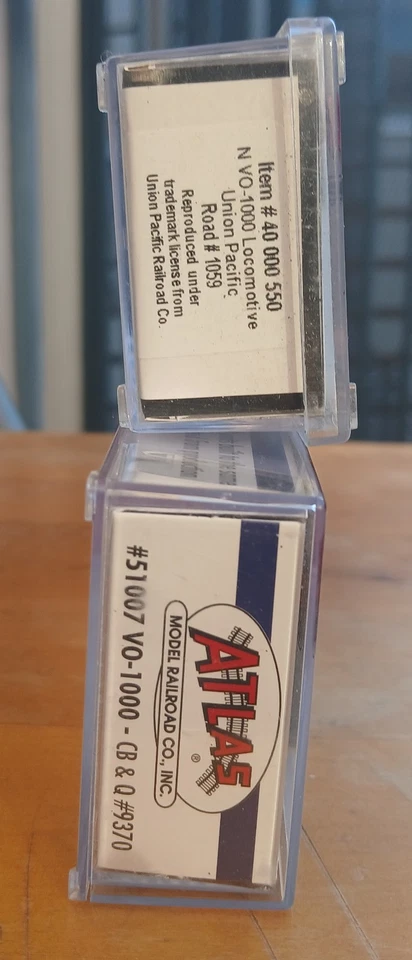 Item # 40 000 550
N VO-1000 Locomotive
Union Pacific
Road # 1059
Reproduced under
trademark license from
Union Pacific Railroad Co.
ATLAS ®
MODEL RAILROAD CO., INC.
#51007 VO-1000 - CB & Q #9370